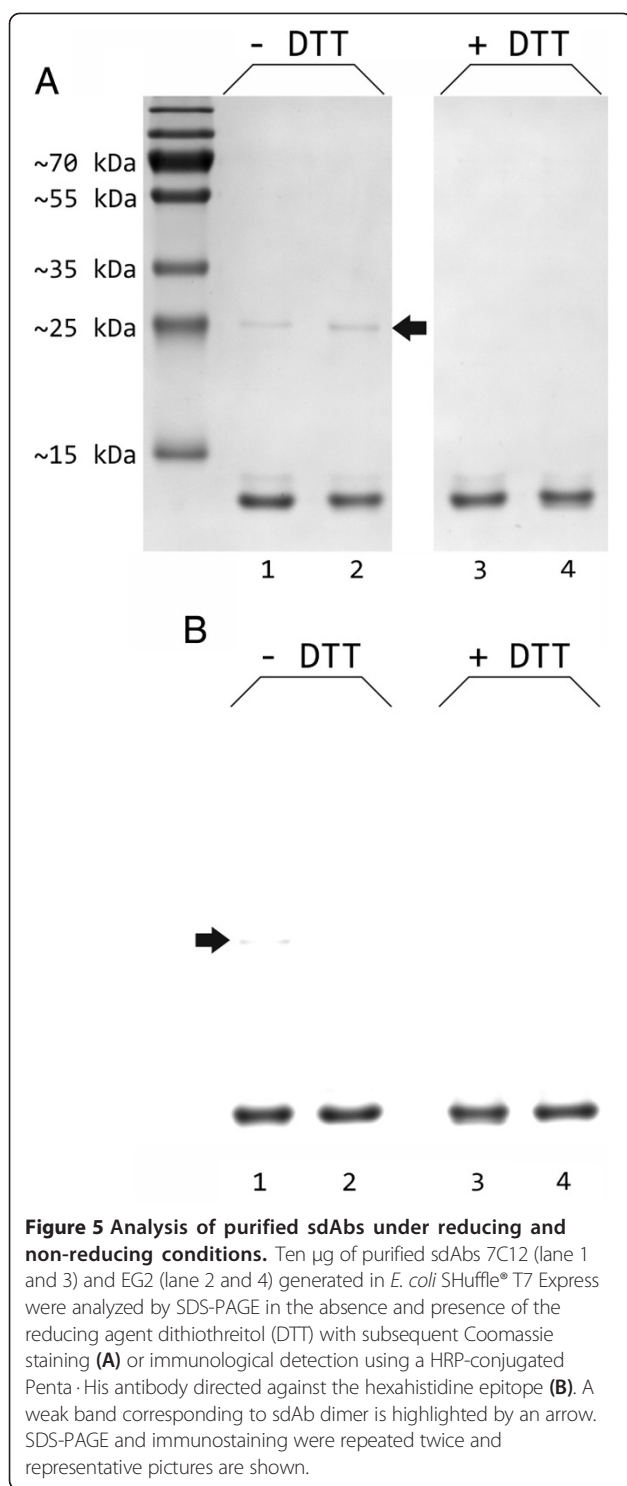 - DTT
+ DTT
A
~70 kDa
~55 kDa
~35 kDa
~25 kDa
~15 kDa
1 2 3 4
B
- DTT
+ DTT
1 2 3 4
Figure 5 Analysis of purified sdAbs under reducing and
non-reducing conditions. Ten µg of purified sdAbs 7C12 (lane 1
and 3) and EG2 (lane 2 and 4) generated in E. coli SHuffle® T7 Express
were analyzed by SDS-PAGE in the absence and presence of the
reducing agent dithiothreitol (DTT) with subsequent Coomassie
staining (A) or immunological detection using a HRP-conjugated
Penta · His antibody directed against the hexahistidine epitope (B). A
weak band corresponding to sdAb dimer is highlighted by an arrow.
SDS-PAGE and immunostaining were repeated twice and
representative pictures are shown.